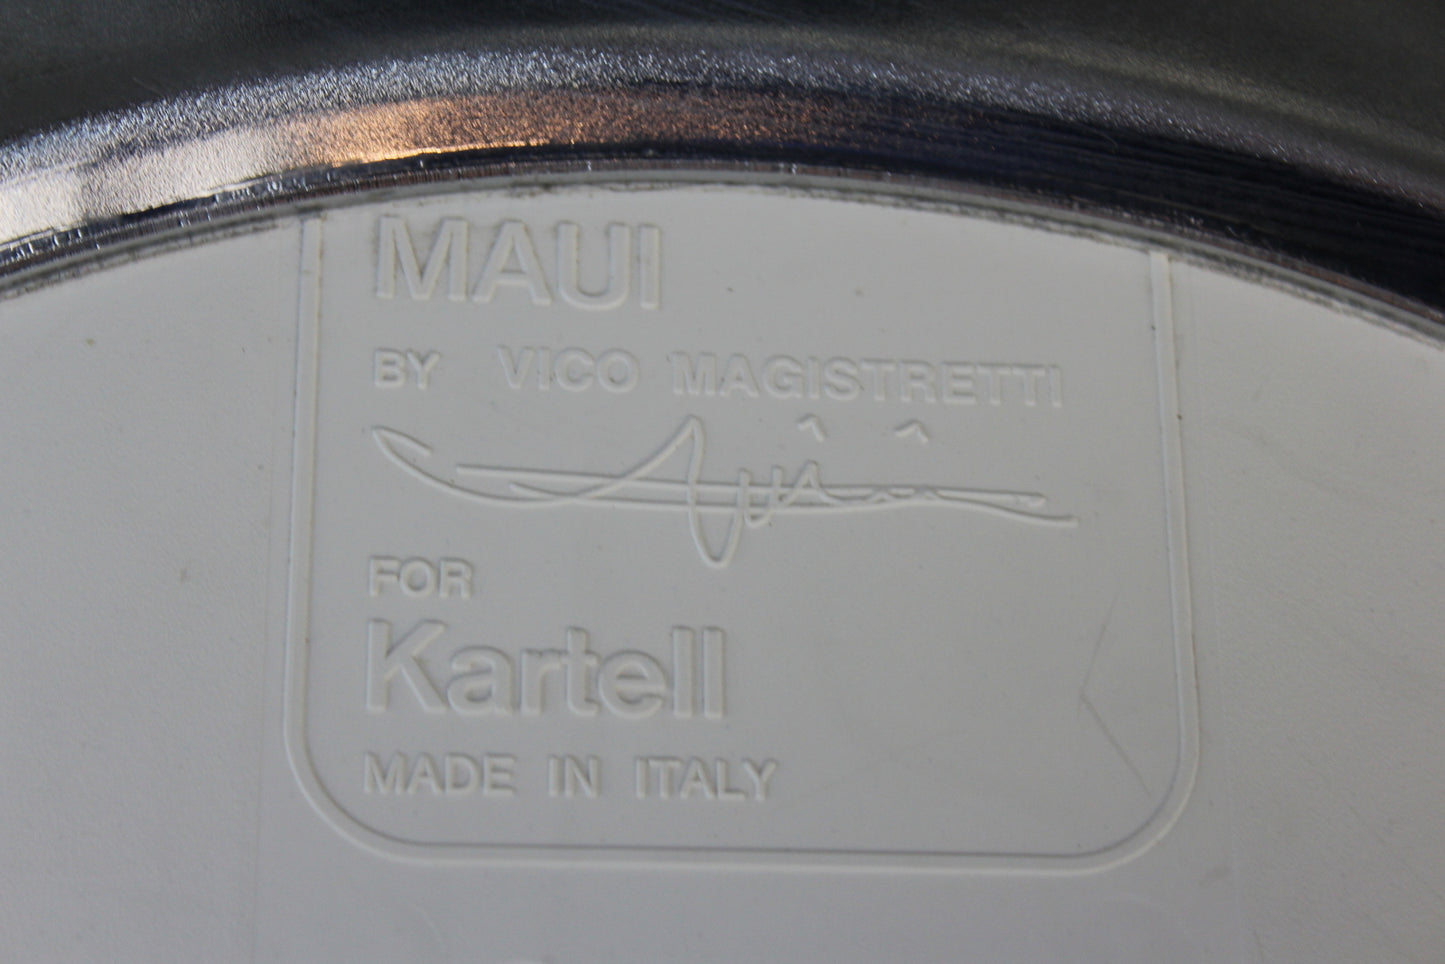 MAUI
BY VICO MAGISTRETTI
FOR
Kartell
MADE IN ITALY